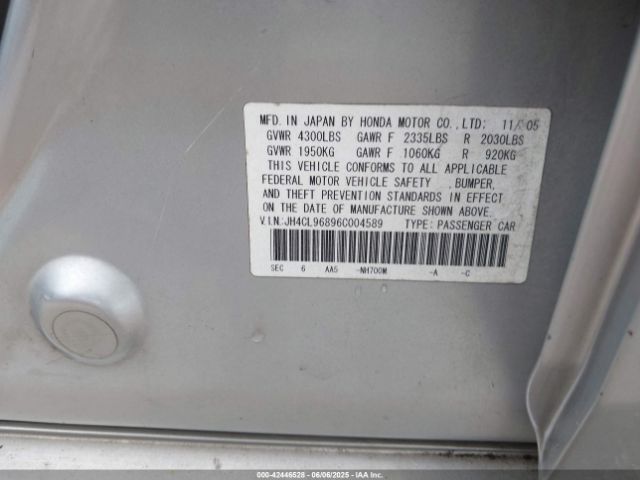 MFD. IN JAPAN BY HONDA MOTOR CO.,LTD: 11/ 05
GVWR 4300LBS GAWR F 2335LBS R 2030LBS
GVWR 1950KG GAWR F 1060KG R 920KG
THIS VEHICLE CONFORMS TO ALL APPLICABLE
FEDERAL MOTOR VEHICLE SAFETY ,BUMPER,
AND THEFT PREVENTION STANDARDS IN EFFECT
ON THE DATE OF MANUFACTURE SHOWN ABOVE.
V.I.N.:JH4CL96896C004589 TYPE: PASSENGER CAR
SEC 6 AA5 -NH700M -A -C
000-42446528 - 06/06/2025 - IAAI